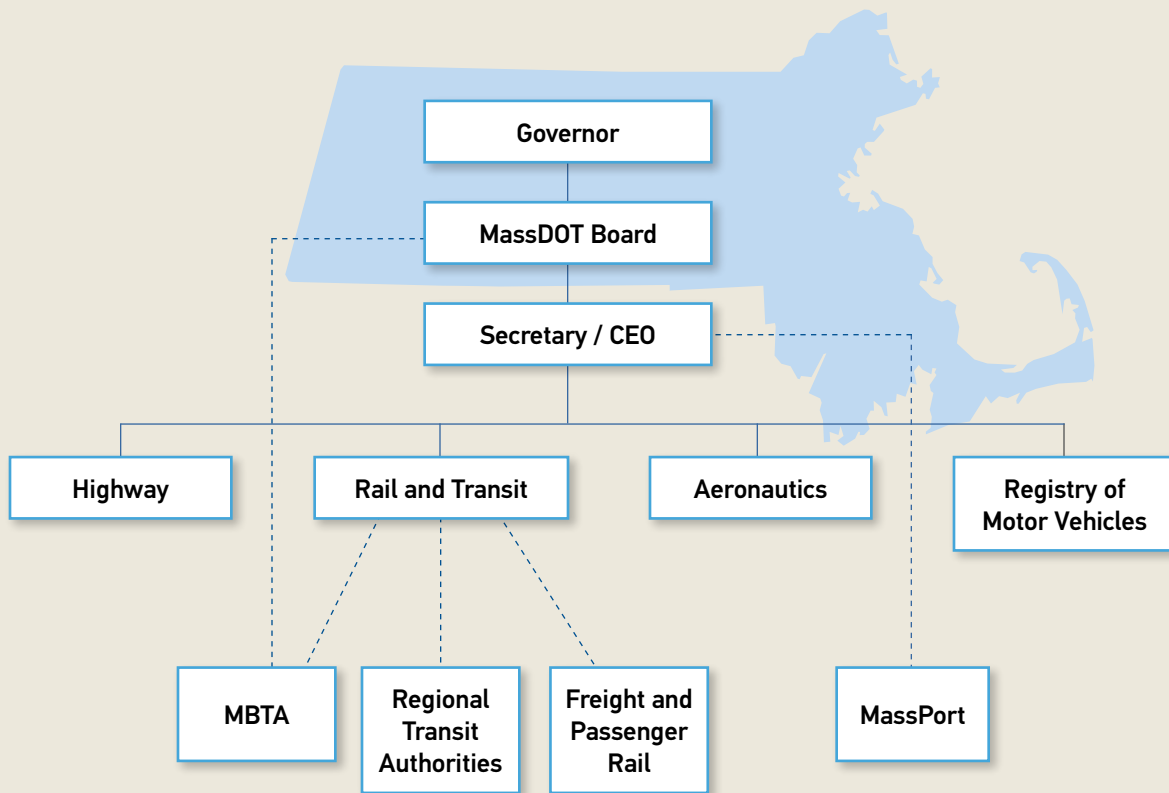 Governor
MassDOT Board
Secretary / CEO
Highway
Rail and Transit
Aeronautics
Registry of
Motor Vehicles
MBTA
Regional
Transit
Authorities
Freight and
Passenger
Rail
MassPort